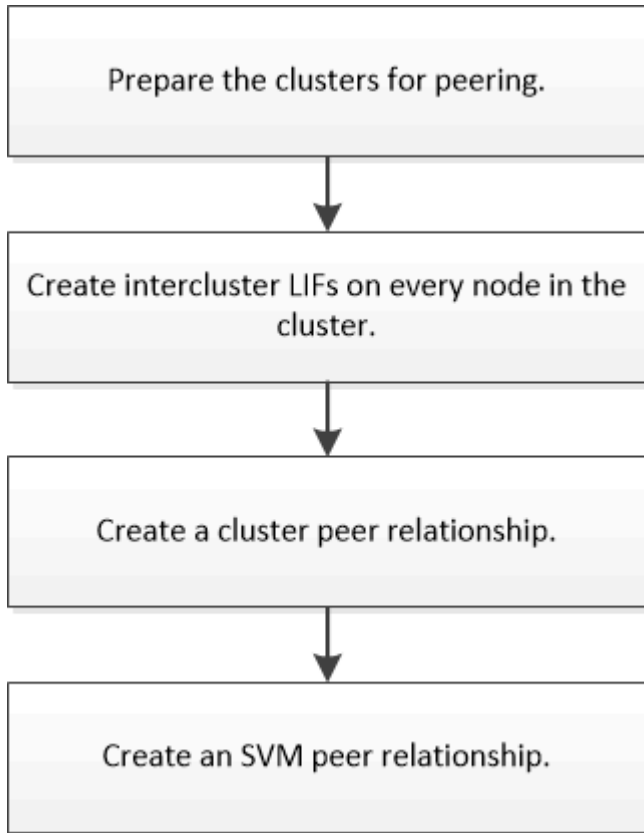 Prepare the clusters for peering.
Create intercluster LIFs on every node in the
cluster.
Create a cluster peer relationship.
Create an SVM peer relationship.